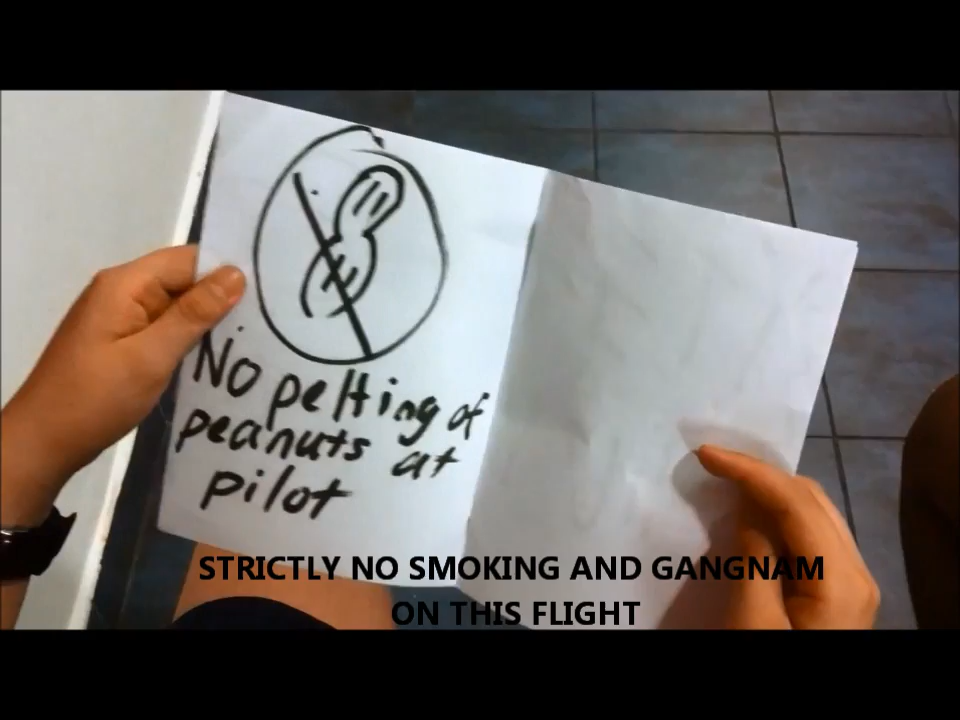 No pelting of
peanuts at
pilot
STRICTLY NO SMOKING AND GANGNAM
ON THIS FLIGHT